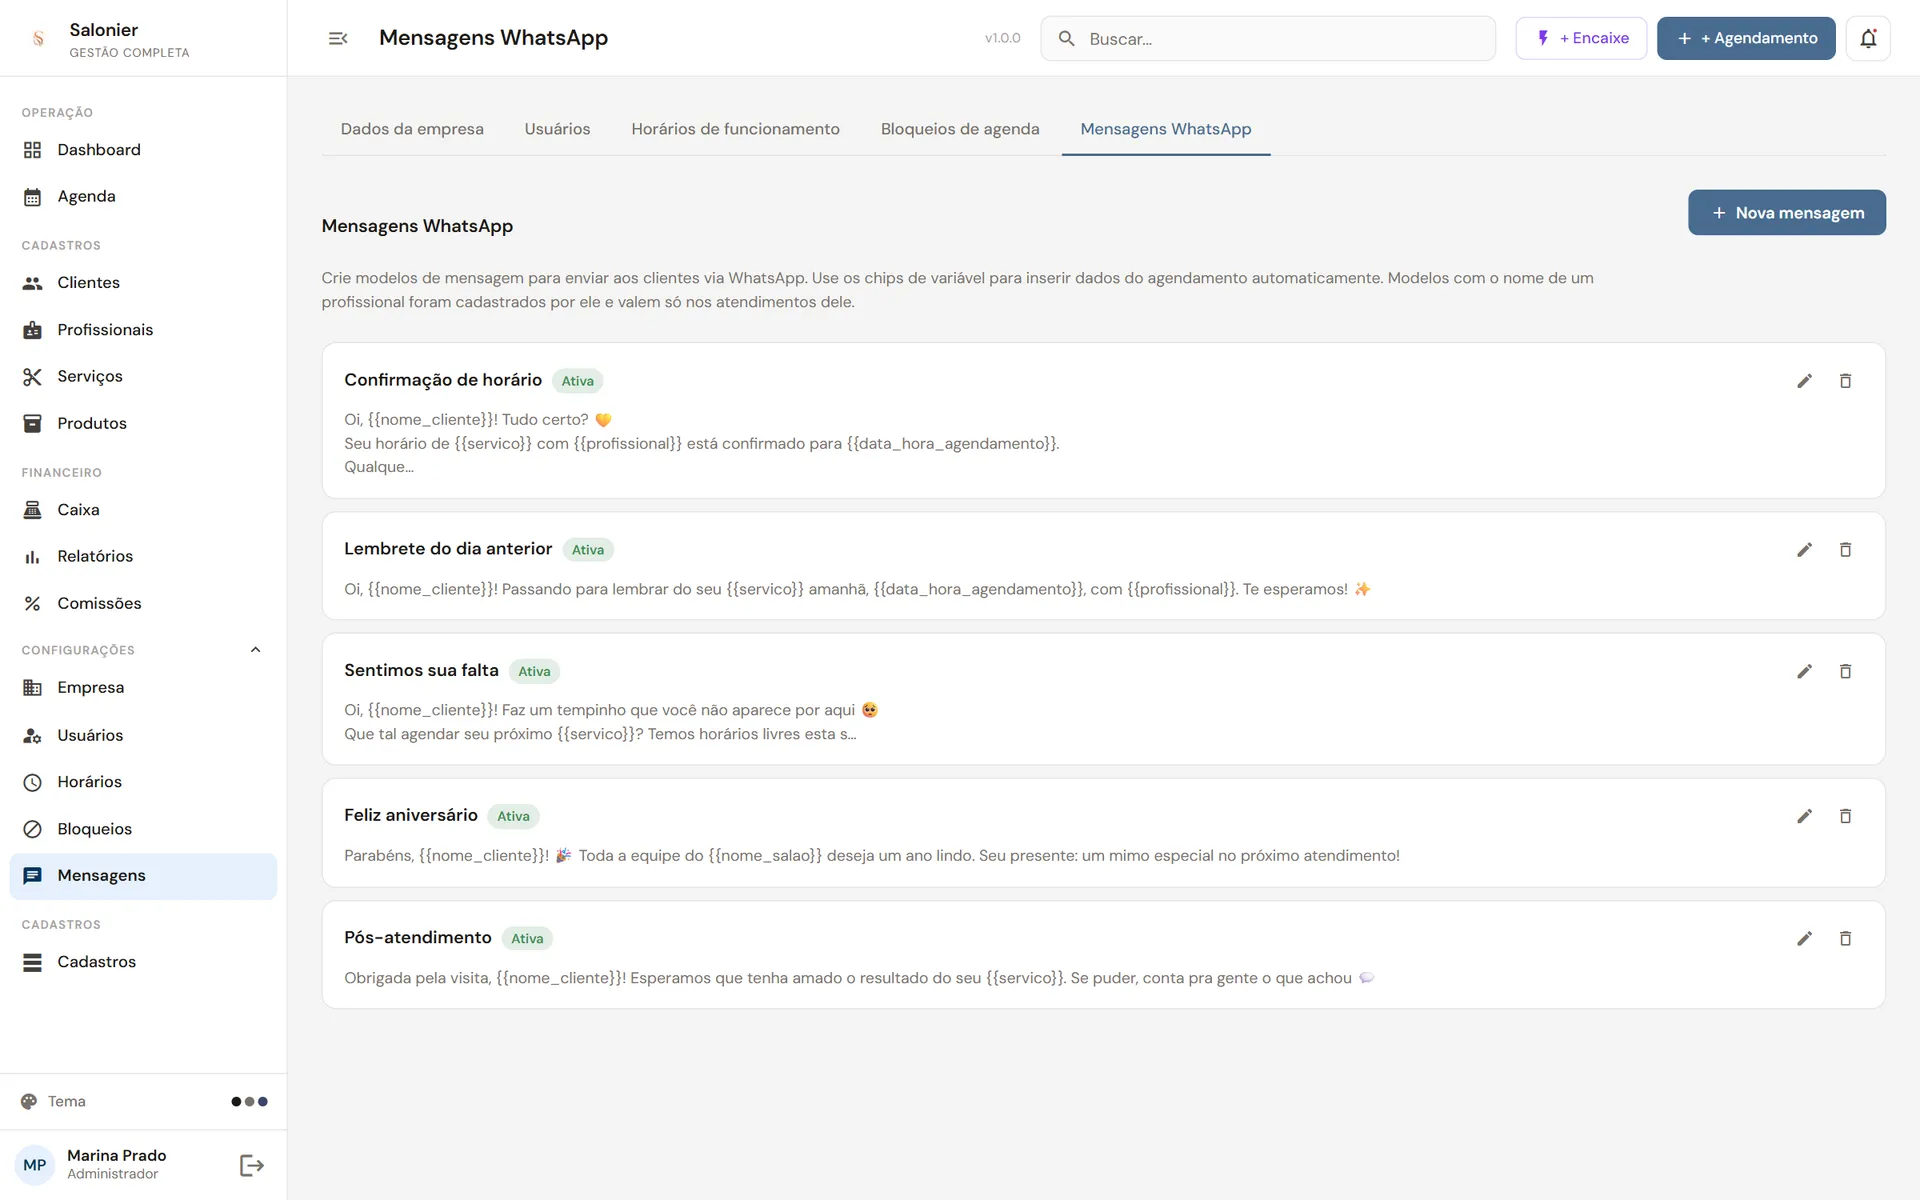 Salonier
GESTÃO COMPLETA
OPERAÇÃO
Dashboard
Agenda
CADASTROS
Clientes
Profissionais
Serviços
Produtos
FINANCEIRO
Caixa
Relatórios
Comissões
CONFIGURAÇÕES
Empresa
Usuários
Horários
Bloqueios
Mensagens
CADASTROS
Cadastros
Tema
MP
Marina Prado
Administrador
Mensagens WhatsApp
v1.0.0
Buscar...
+ Encaixe
+ + Agendamento
Dados da empresa
Usuários
Horários de funcionamento
Bloqueios de agenda
Mensagens WhatsApp
Mensagens WhatsApp
+ Nova mensagem
Crie modelos de mensagem para enviar aos clientes via WhatsApp. Use os chips de variável para inserir dados do agendamento automaticamente. Modelos com o nome de um
profissional foram cadastrados por ele e valem só nos atendimentos dele.
Confirmação de horário Ativa
Oi, {{nome_cliente}}! Tudo certo? 🧡
Seu horário de {{servico}} com {{profissional}} está confirmado para {{data_hora_agendamento}}.
Qualque...
Lembrete do dia anterior Ativa
Oi, {{nome_cliente}}! Passando para lembrar do seu {{servico}} amanhã, {{data_hora_agendamento}}, com {{profissional}}. Te esperamos! ✨
Sentimos sua falta Ativa
Oi, {{nome_cliente}}! Faz um tempinho que você não aparece por aqui 🥺
Que tal agendar seu próximo {{servico}}? Temos horários livres esta s...
Feliz aniversário Ativa
Parabéns, {{nome_cliente}}! 🎉 Toda a equipe do {{nome_salao}} deseja um ano lindo. Seu presente: um mimo especial no próximo atendimento!
Pós-atendimento Ativa
Obrigada pela visita, {{nome_cliente}}! Esperamos que tenha amado o resultado do seu {{servico}}. Se puder, conta pra gente o que achou 💬